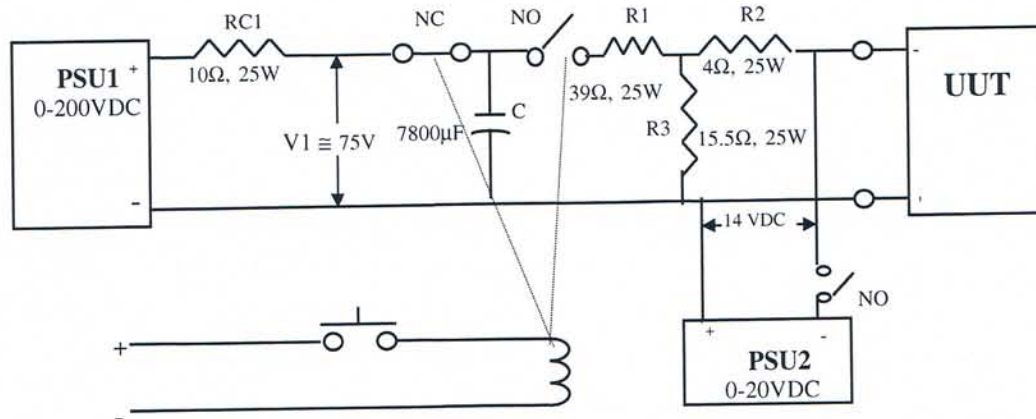 RC1
NC
NO
R1
R2
PSU1
+
0-200VDC
10Ω, 25W
4Ω, 25W
-
UUT
39Ω, 25W
C
7800μF
V1 ≅ 75V
R3
15.5Ω, 25W
-
14 VDC
NO
+
-
+
PSU2
0-20VDC
-